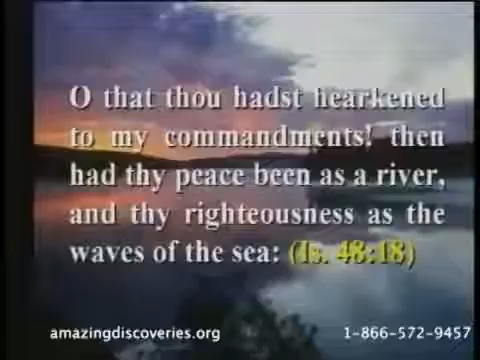 O that thou hadst hearkened
to my commandments! then
had thy peace been as a river,
and thy righteousness as the
waves of the sea: (Is. 48:18)
amazingdiscoveries.org 1-866-572-9457